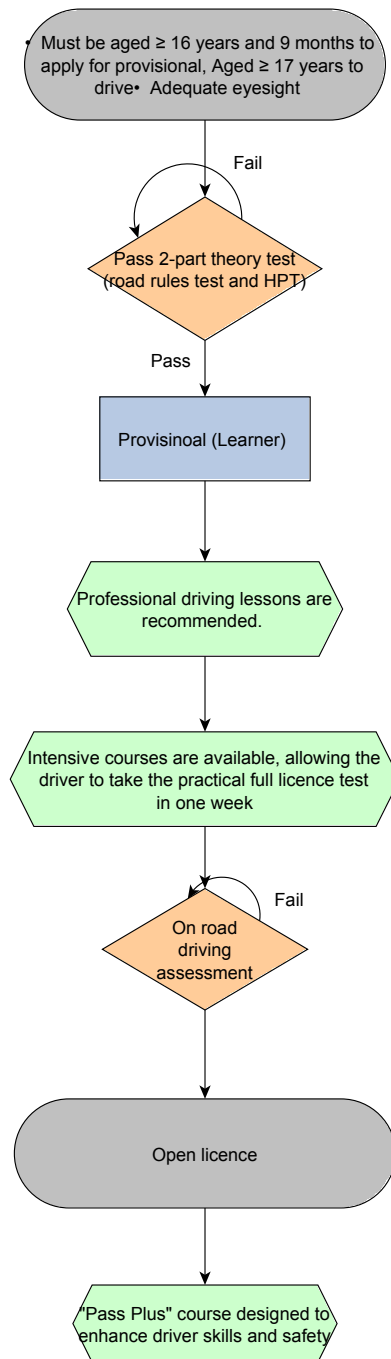 • Must be aged ≥ 16 years and 9 months to
apply for provisional, Aged ≥ 17 years to
drive• Adequate eyesight
Fail
Pass 2-part theory test
(road rules test and HPT)
Pass
Provisinoal (Learner)
Professional driving lessons are
recommended.
Intensive courses are available, allowing the
driver to take the practical full licence test
in one week
Fail
On road
driving
assessment
Open licence
"Pass Plus" course designed to
enhance driver skills and safety